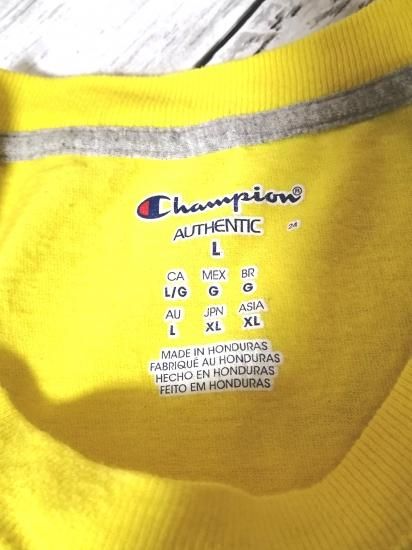 Champion®
AUTHENTIC
L
CA MEX BR
L/G G G
AU JPN ASIA
L XL XL
MADE IN HONDURAS
FABRIQUÉ AU HONDURAS
HECHO EN HONDURAS
FEITO EM HONDURAS